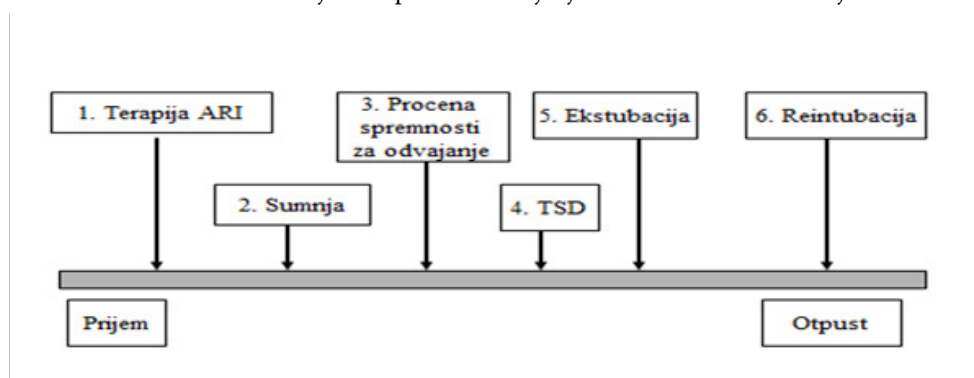 1. Terapija ARI
3. Procena
spremnosti
za odvajanje
5. Ekstubacija
6. Reintubacija
2. Sumnja
4. TSD
Prijem
Otpust